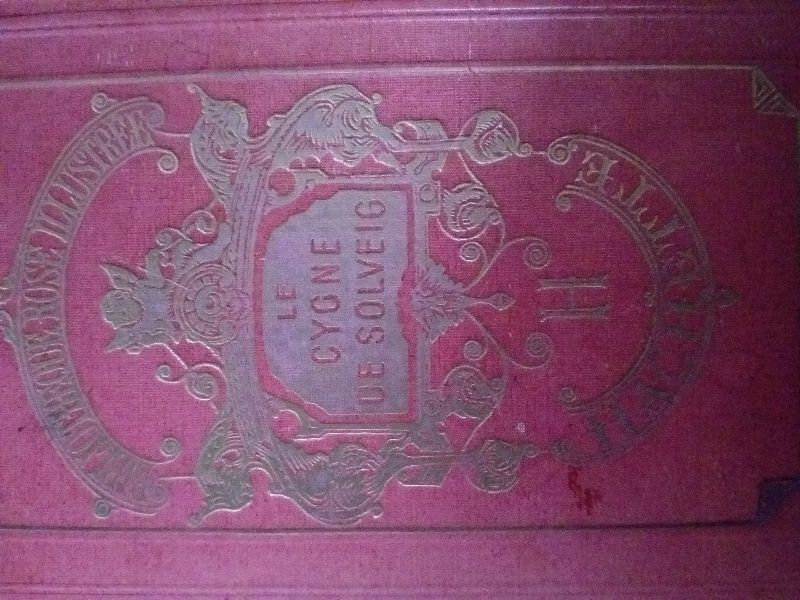 BIBLIOTHÈQUE ROSE ILLUSTRÉE
LE
CYGNE
DE SOLVEIG
H
HACHETTE